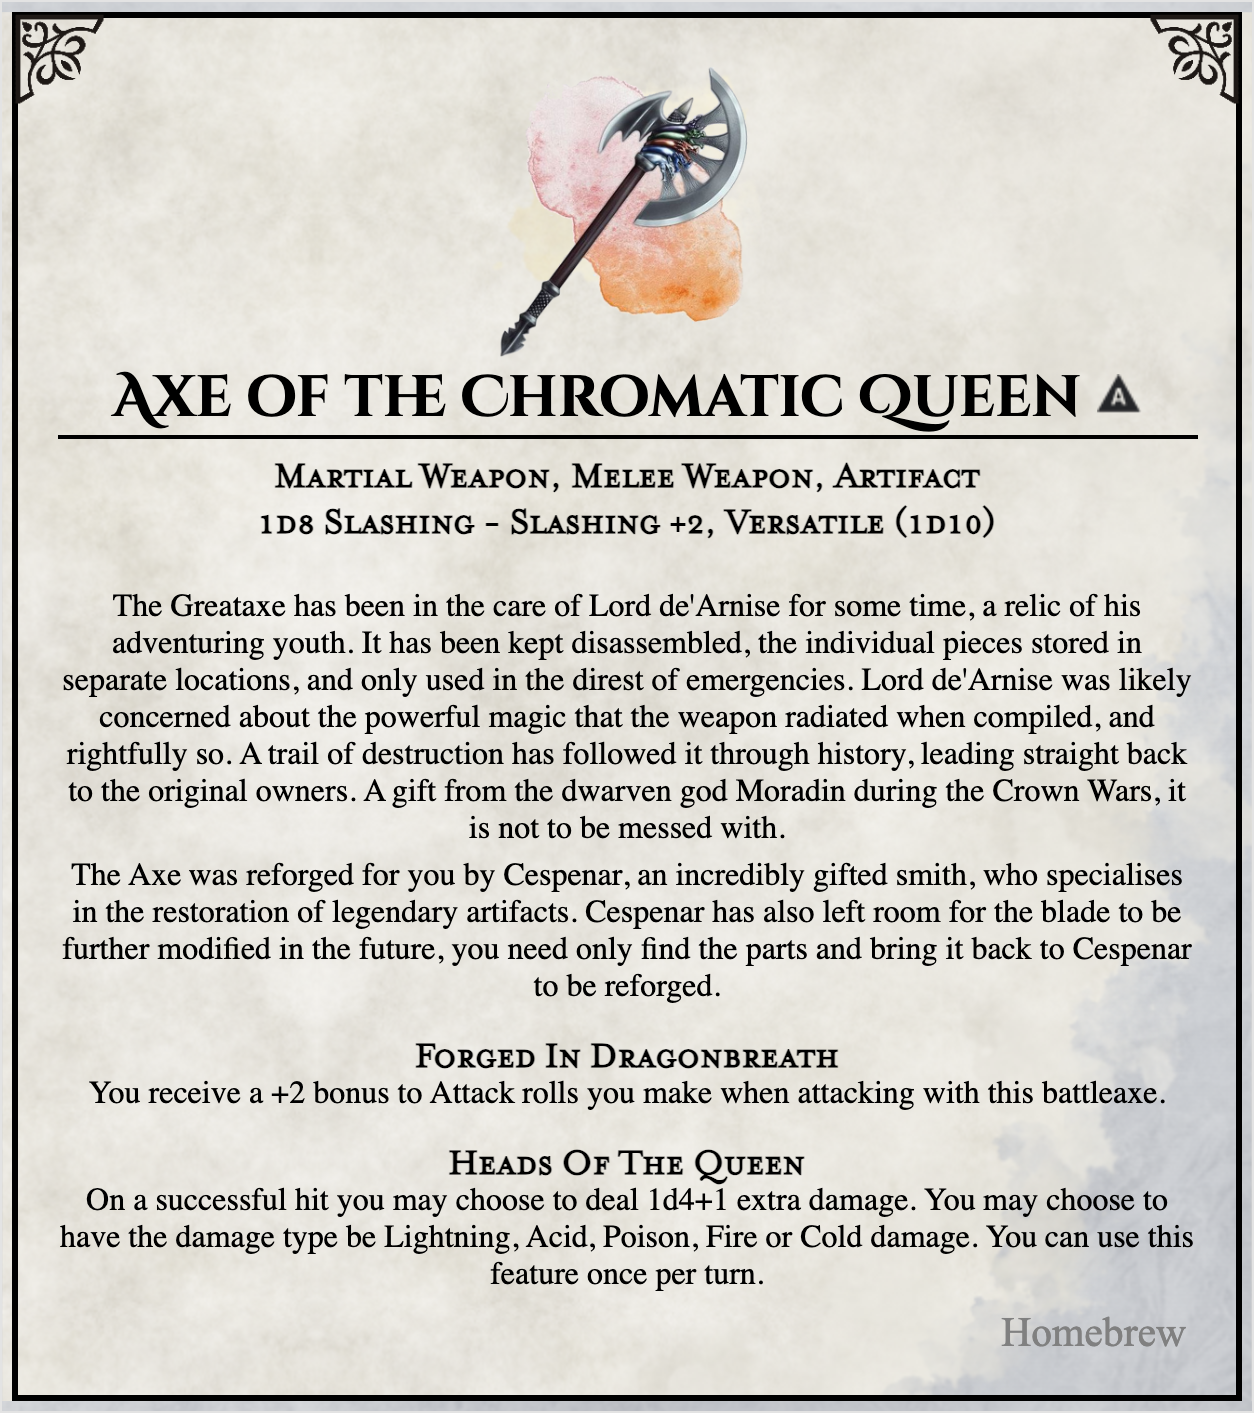 Axe of the Chromatic Queen A
Martial Weapon, Melee Weapon, Artifact
1d8 Slashing - Slashing +2, Versatile (1d10)
The Greataxe has been in the care of Lord de'Arnise for some time, a relic of his
adventuring youth. It has been kept disassembled, the individual pieces stored in
separate locations, and only used in the direst of emergencies. Lord de'Arnise was likely
concerned about the powerful magic that the weapon radiated when compiled, and
rightfully so. A trail of destruction has followed it through history, leading straight back
to the original owners. A gift from the dwarven god Moradin during the Crown Wars, it
is not to be messed with.
The Axe was reforged for you by Cespenar, an incredibly gifted smith, who specialises
in the restoration of legendary artifacts. Cespenar has also left room for the blade to be
further modified in the future, you need only find the parts and bring it back to Cespenar
to be reforged.
Forged In Dragonbreath
You receive a +2 bonus to Attack rolls you make when attacking with this battleaxe.
Heads Of The Queen
On a successful hit you may choose to deal 1d4+1 extra damage. You may choose to
have the damage type be Lightning, Acid, Poison, Fire or Cold damage. You can use this
feature once per turn.
Homebrew